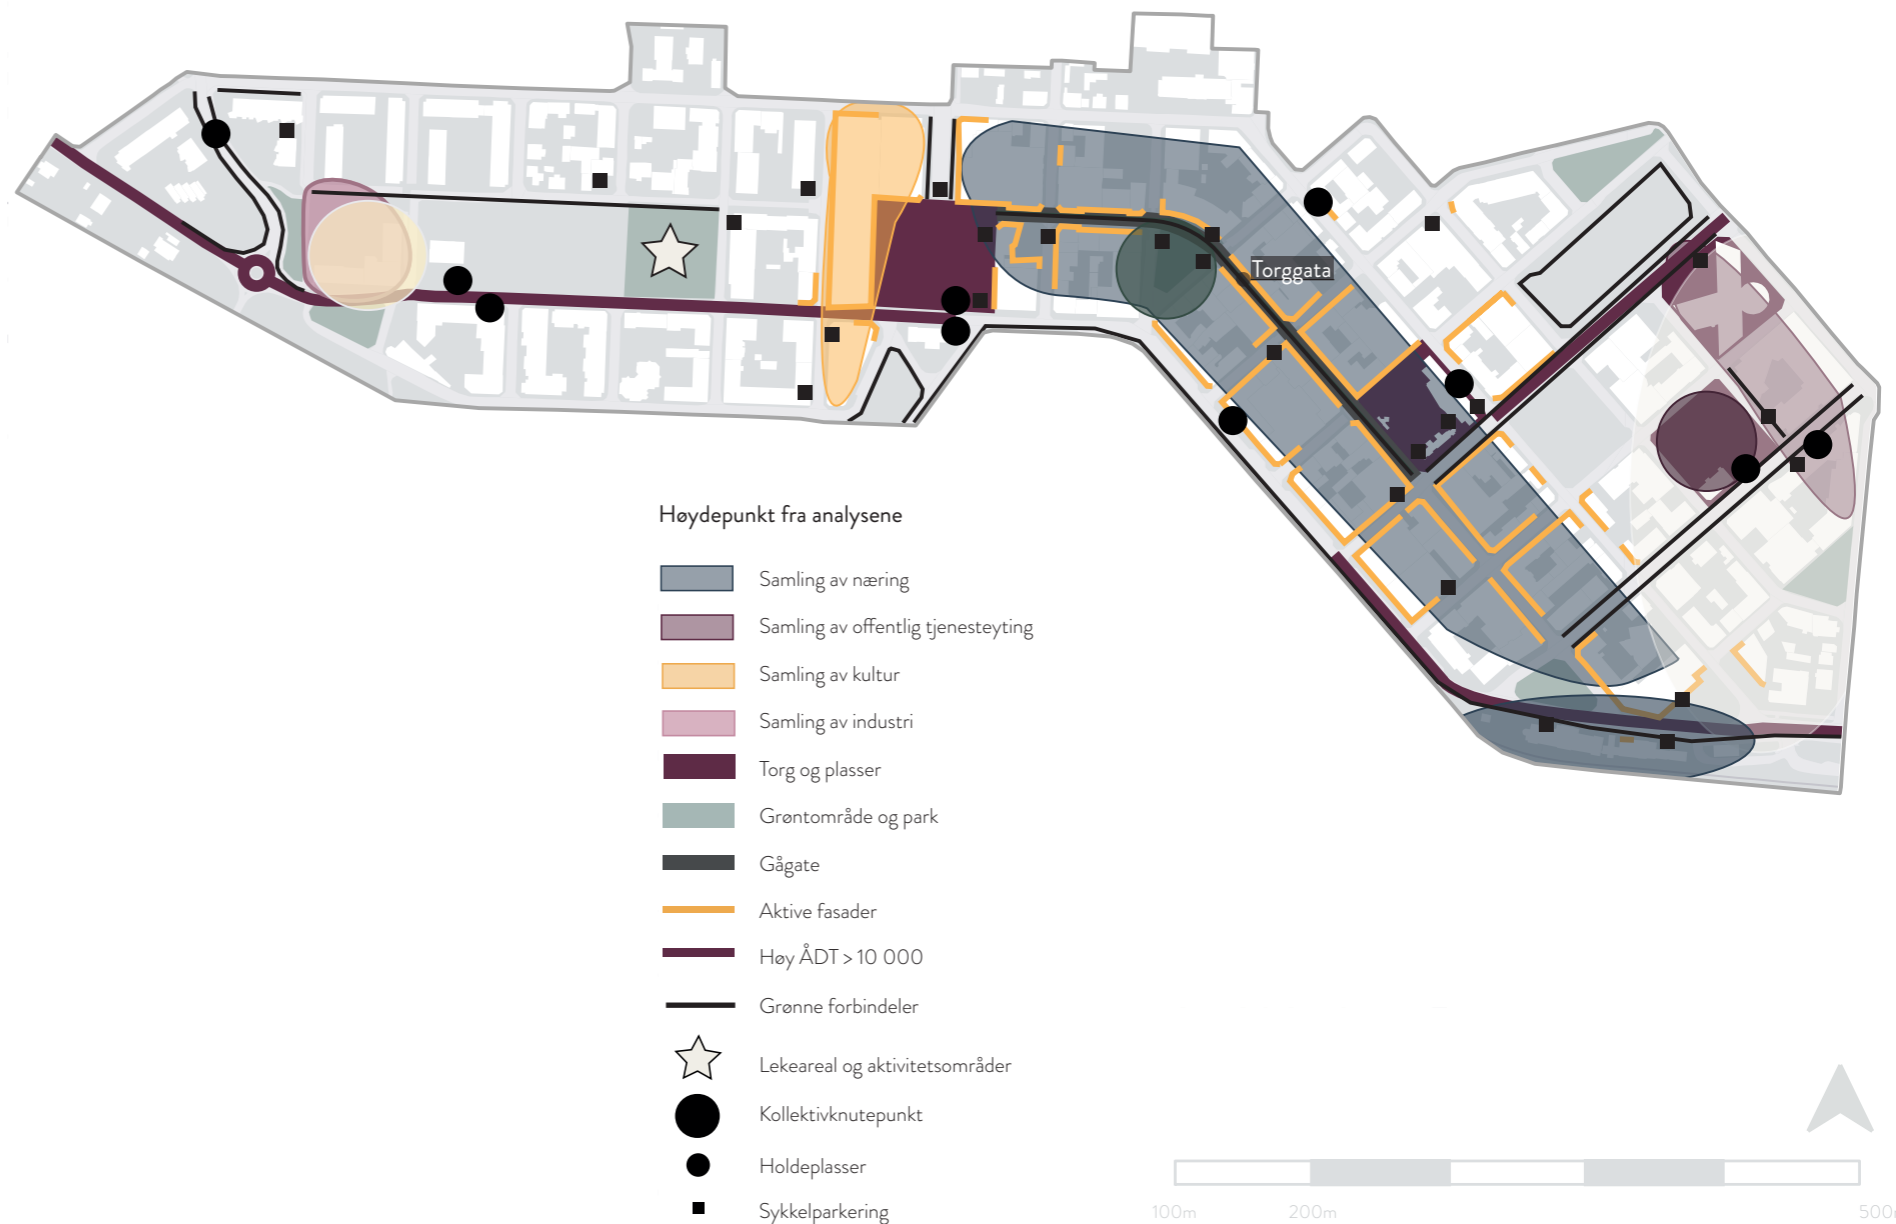 Torggata
Høydepunkt fra analysene
Samling av næring
Samling av offentlig tjenesteyting
Samling av kultur
Samling av industri
Torg og plasser
Grøntområde og park
Gågate
Aktive fasader
Høy ÅDT > 10 000
Grønne forbindeler
Lekeareal og aktivitetsområder
Kollektivknutepunkt
Holdeplasser
Sykkelparkering
100m 200m 500m